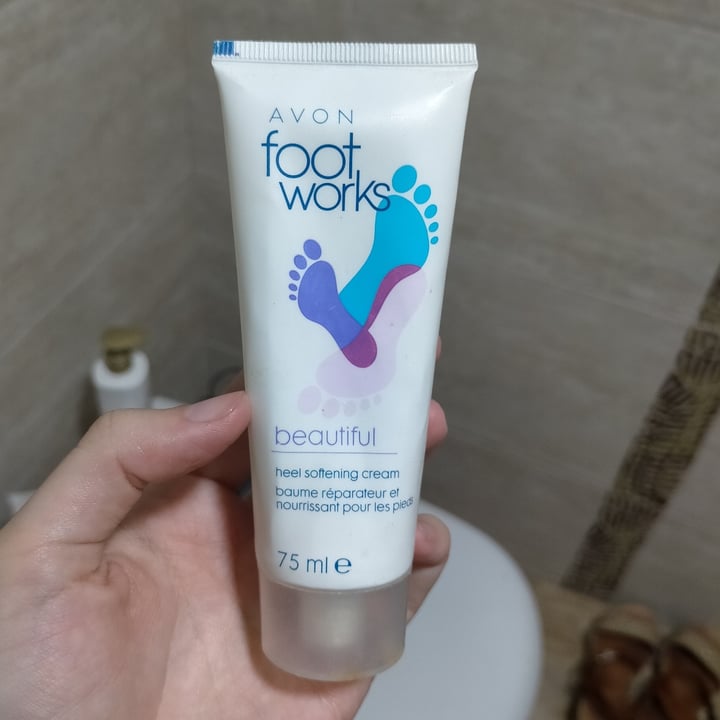 AVON
foot
works
beautiful
heel softening cream
baume réparateur et
nourrissant pour les pieds
75 ml e